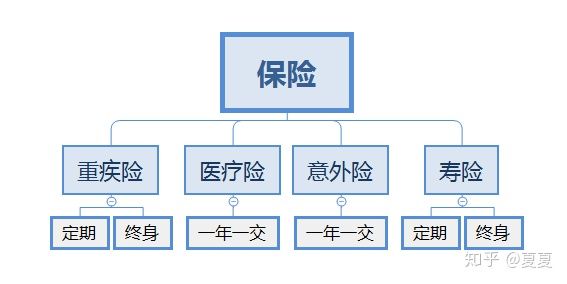 保险
重疾险 医疗险 意外险 寿险
定期 终身 一年一交 一年一交 定期 终身
知乎 @夏夏